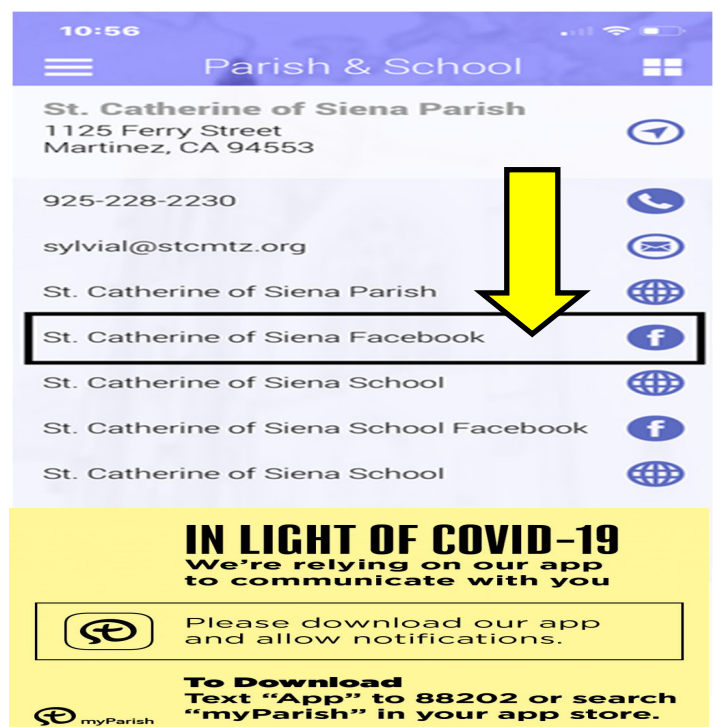 10:56
Parish & School
St. Catherine of Siena Parish
1125 Ferry Street
Martinez, CA 94553
925-228-2230
sylvial@stcmtz.org
St. Catherine of Siena Parish
St. Catherine of Siena Facebook
St. Catherine of Siena School
St. Catherine of Siena School Facebook
St. Catherine of Siena School
IN LIGHT OF COVID-19
We're relying on our app
to communicate with you
Please download our app
and allow notifications.
To Download
Text “App” to 88202 or search
“myParish” in your app store.
myParish